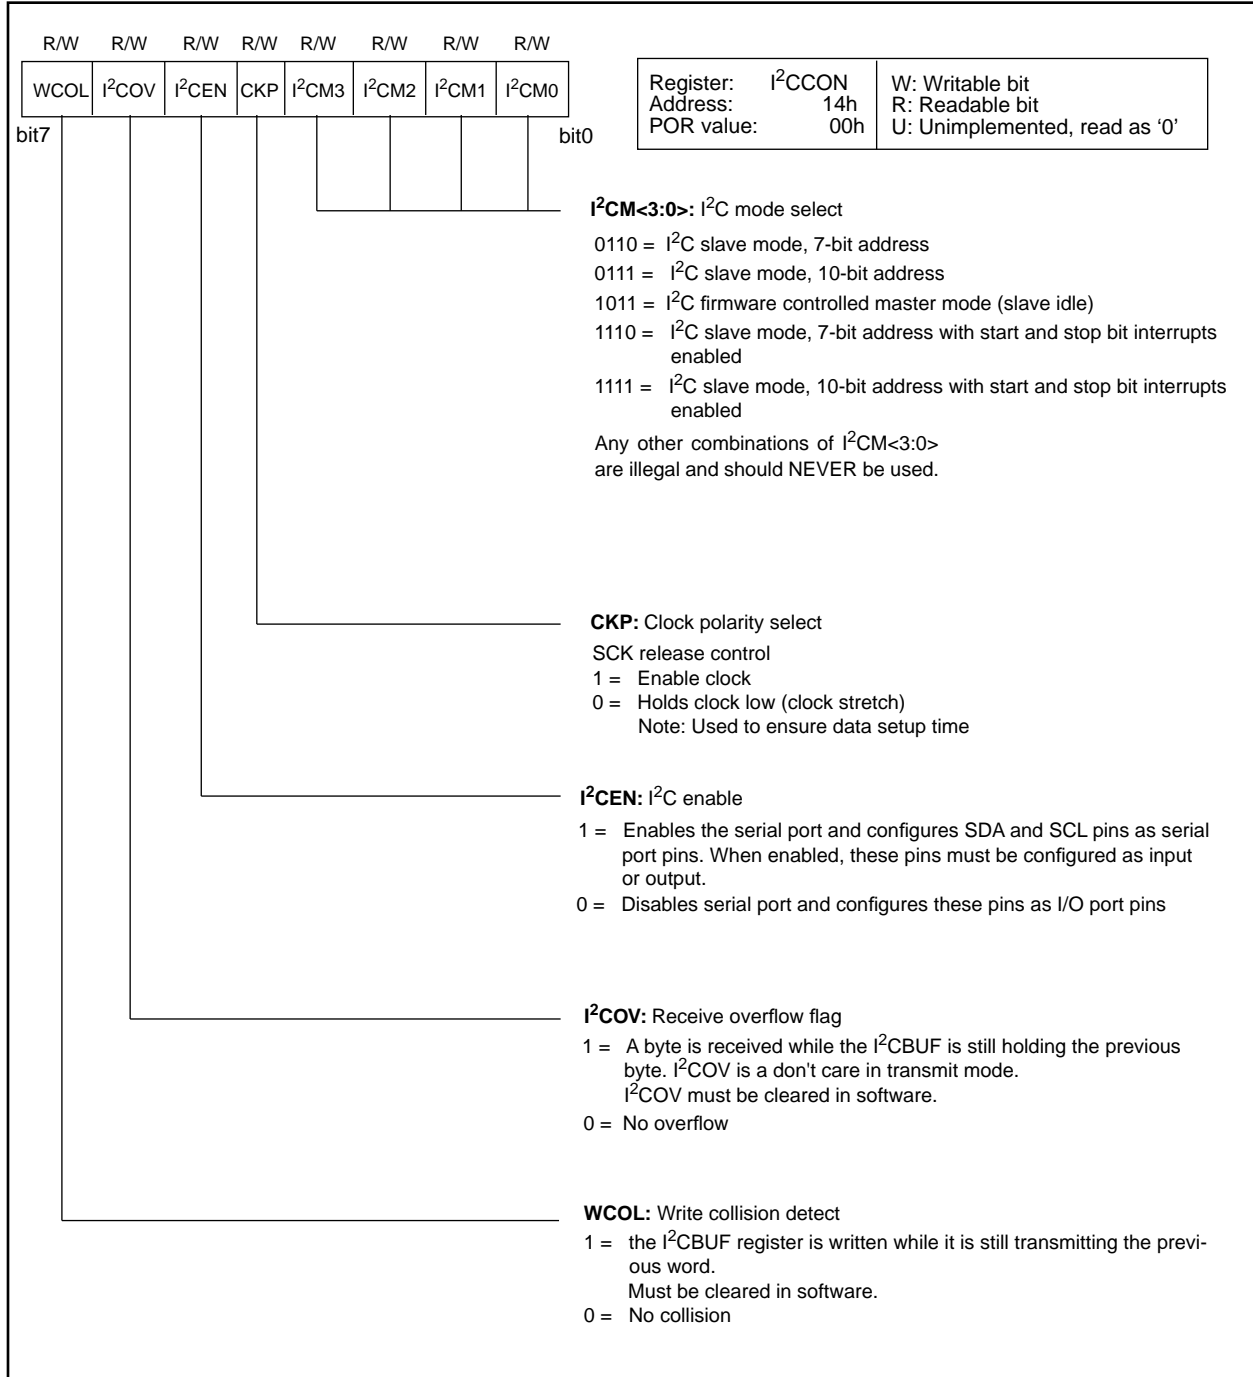 R/W R/W R/W R/W R/W R/W R/W R/W
WCOL I²COV I²CEN CKP I²CM3 I²CM2 I²CM1 I²CM0
bit7 bit0
Register: I²CCON
Address: 14h
POR value: 00h
W: Writable bit
R: Readable bit
U: Unimplemented, read as ‘0’
I²CM<3:0>: I²C mode select
0110 = I²C slave mode, 7-bit address
0111 = I²C slave mode, 10-bit address
1011 = I²C firmware controlled master mode (slave idle)
1110 = I²C slave mode, 7-bit address with start and stop bit interrupts
enabled
1111 = I²C slave mode, 10-bit address with start and stop bit interrupts
enabled
Any other combinations of I²CM<3:0>
are illegal and should NEVER be used.
CKP: Clock polarity select
SCK release control
1 = Enable clock
0 = Holds clock low (clock stretch)
Note: Used to ensure data setup time
I²CEN: I²C enable
1 = Enables the serial port and configures SDA and SCL pins as serial
port pins. When enabled, these pins must be configured as input
or output.
0 = Disables serial port and configures these pins as I/O port pins
I²COV: Receive overflow flag
1 = A byte is received while the I²CBUF is still holding the previous
byte. I²COV is a don't care in transmit mode.
I²COV must be cleared in software.
0 = No overflow
WCOL: Write collision detect
1 = the I²CBUF register is written while it is still transmitting the previ-
ous word.
Must be cleared in software.
0 = No collision